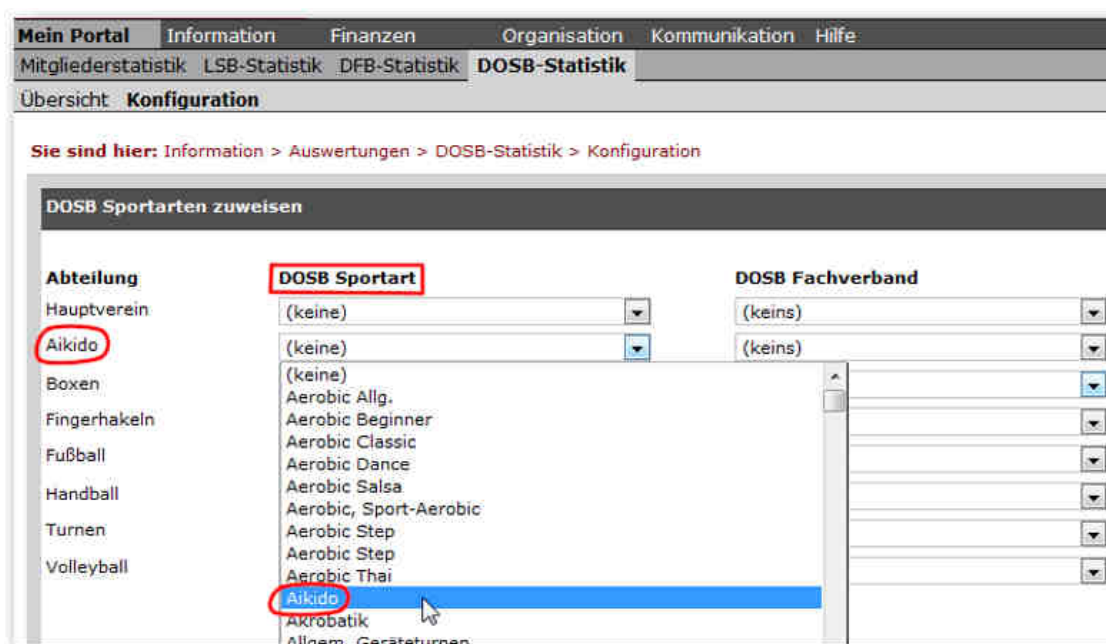 Mein Portal Information Finanzen Organisation Kommunikation Hilfe
Mitgliederstatistik LSB-Statistik DFB-Statistik DOSB-Statistik
Übersicht Konfiguration
Sie sind hier: Information > Auswertungen > DOSB-Statistik > Konfiguration
DOSB Sportarten zuweisen
Abteilung DOSB Sportart DOSB Fachverband
Hauptverein (keine) (keins)
Aikido (keine) (keins)
(keine)
Boxen
Aerobic Allg.
Aerobic Beginner
Fingerhakeln
Aerobic Classic
Fußball
Aerobic Dance
Aerobic Salsa
Handball
Aerobic, Sport-Aerobic
Turnen
Aerobic Step
Aerobic Step
Volleyball
Aerobic Thai
Aikido
Akrobatik
Allgem. Geräteturnen